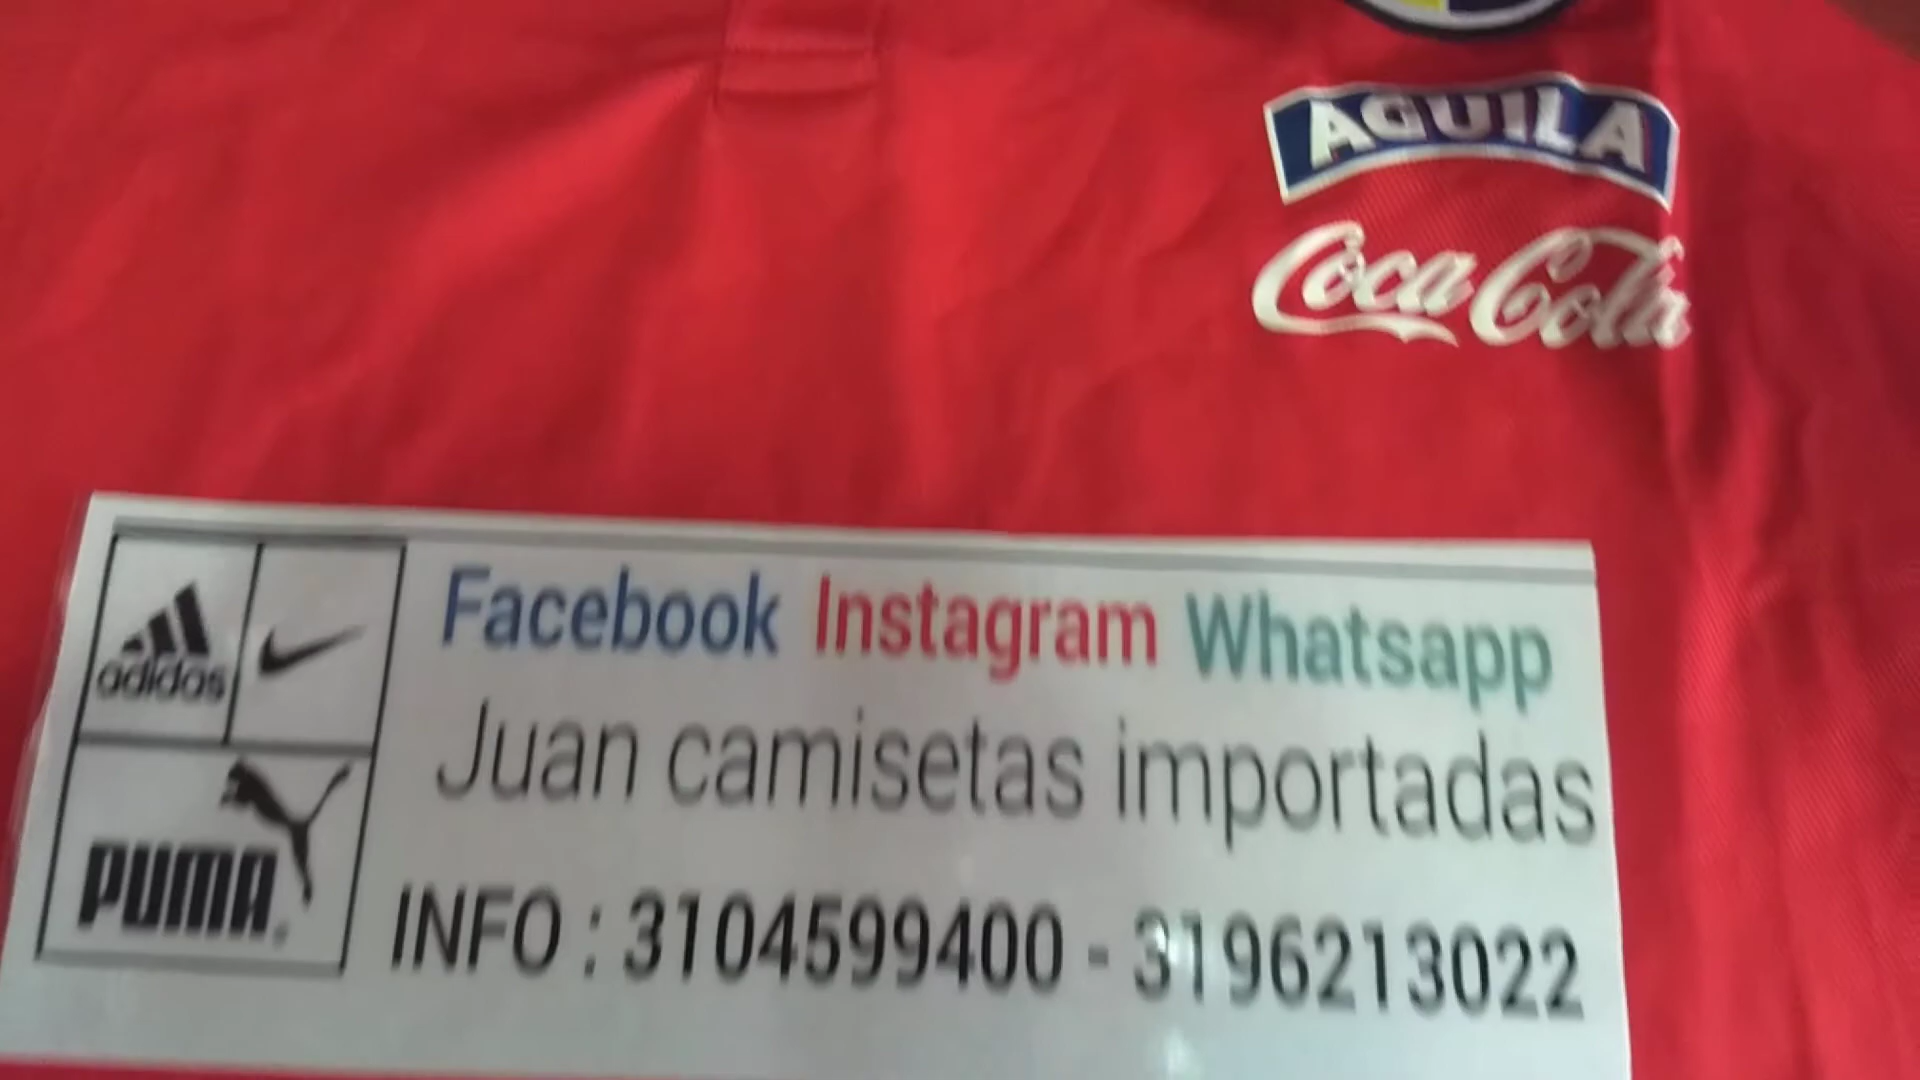 AGUILA
Coca Cola
adidas
PUMA
Facebook Instagram Whatsapp
Juan camisetas importadas
INFO : 3104599400 - 3196213022